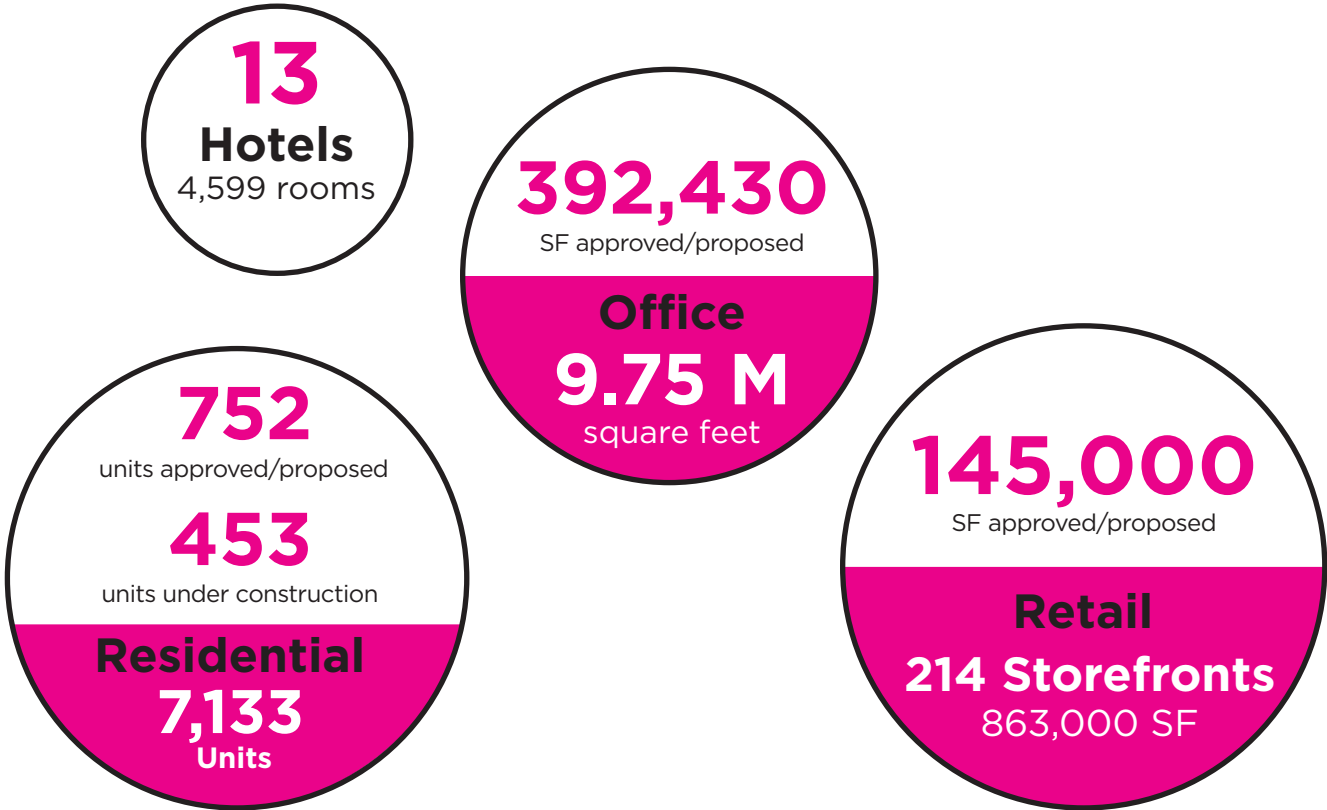 13
Hotels
4,599 rooms
392,430
SF approved/proposed
Office
9.75 M
square feet
752
units approved/proposed
453
units under construction
Residential
7,133
Units
145,000
SF approved/proposed
Retail
214 Storefronts
863,000 SF